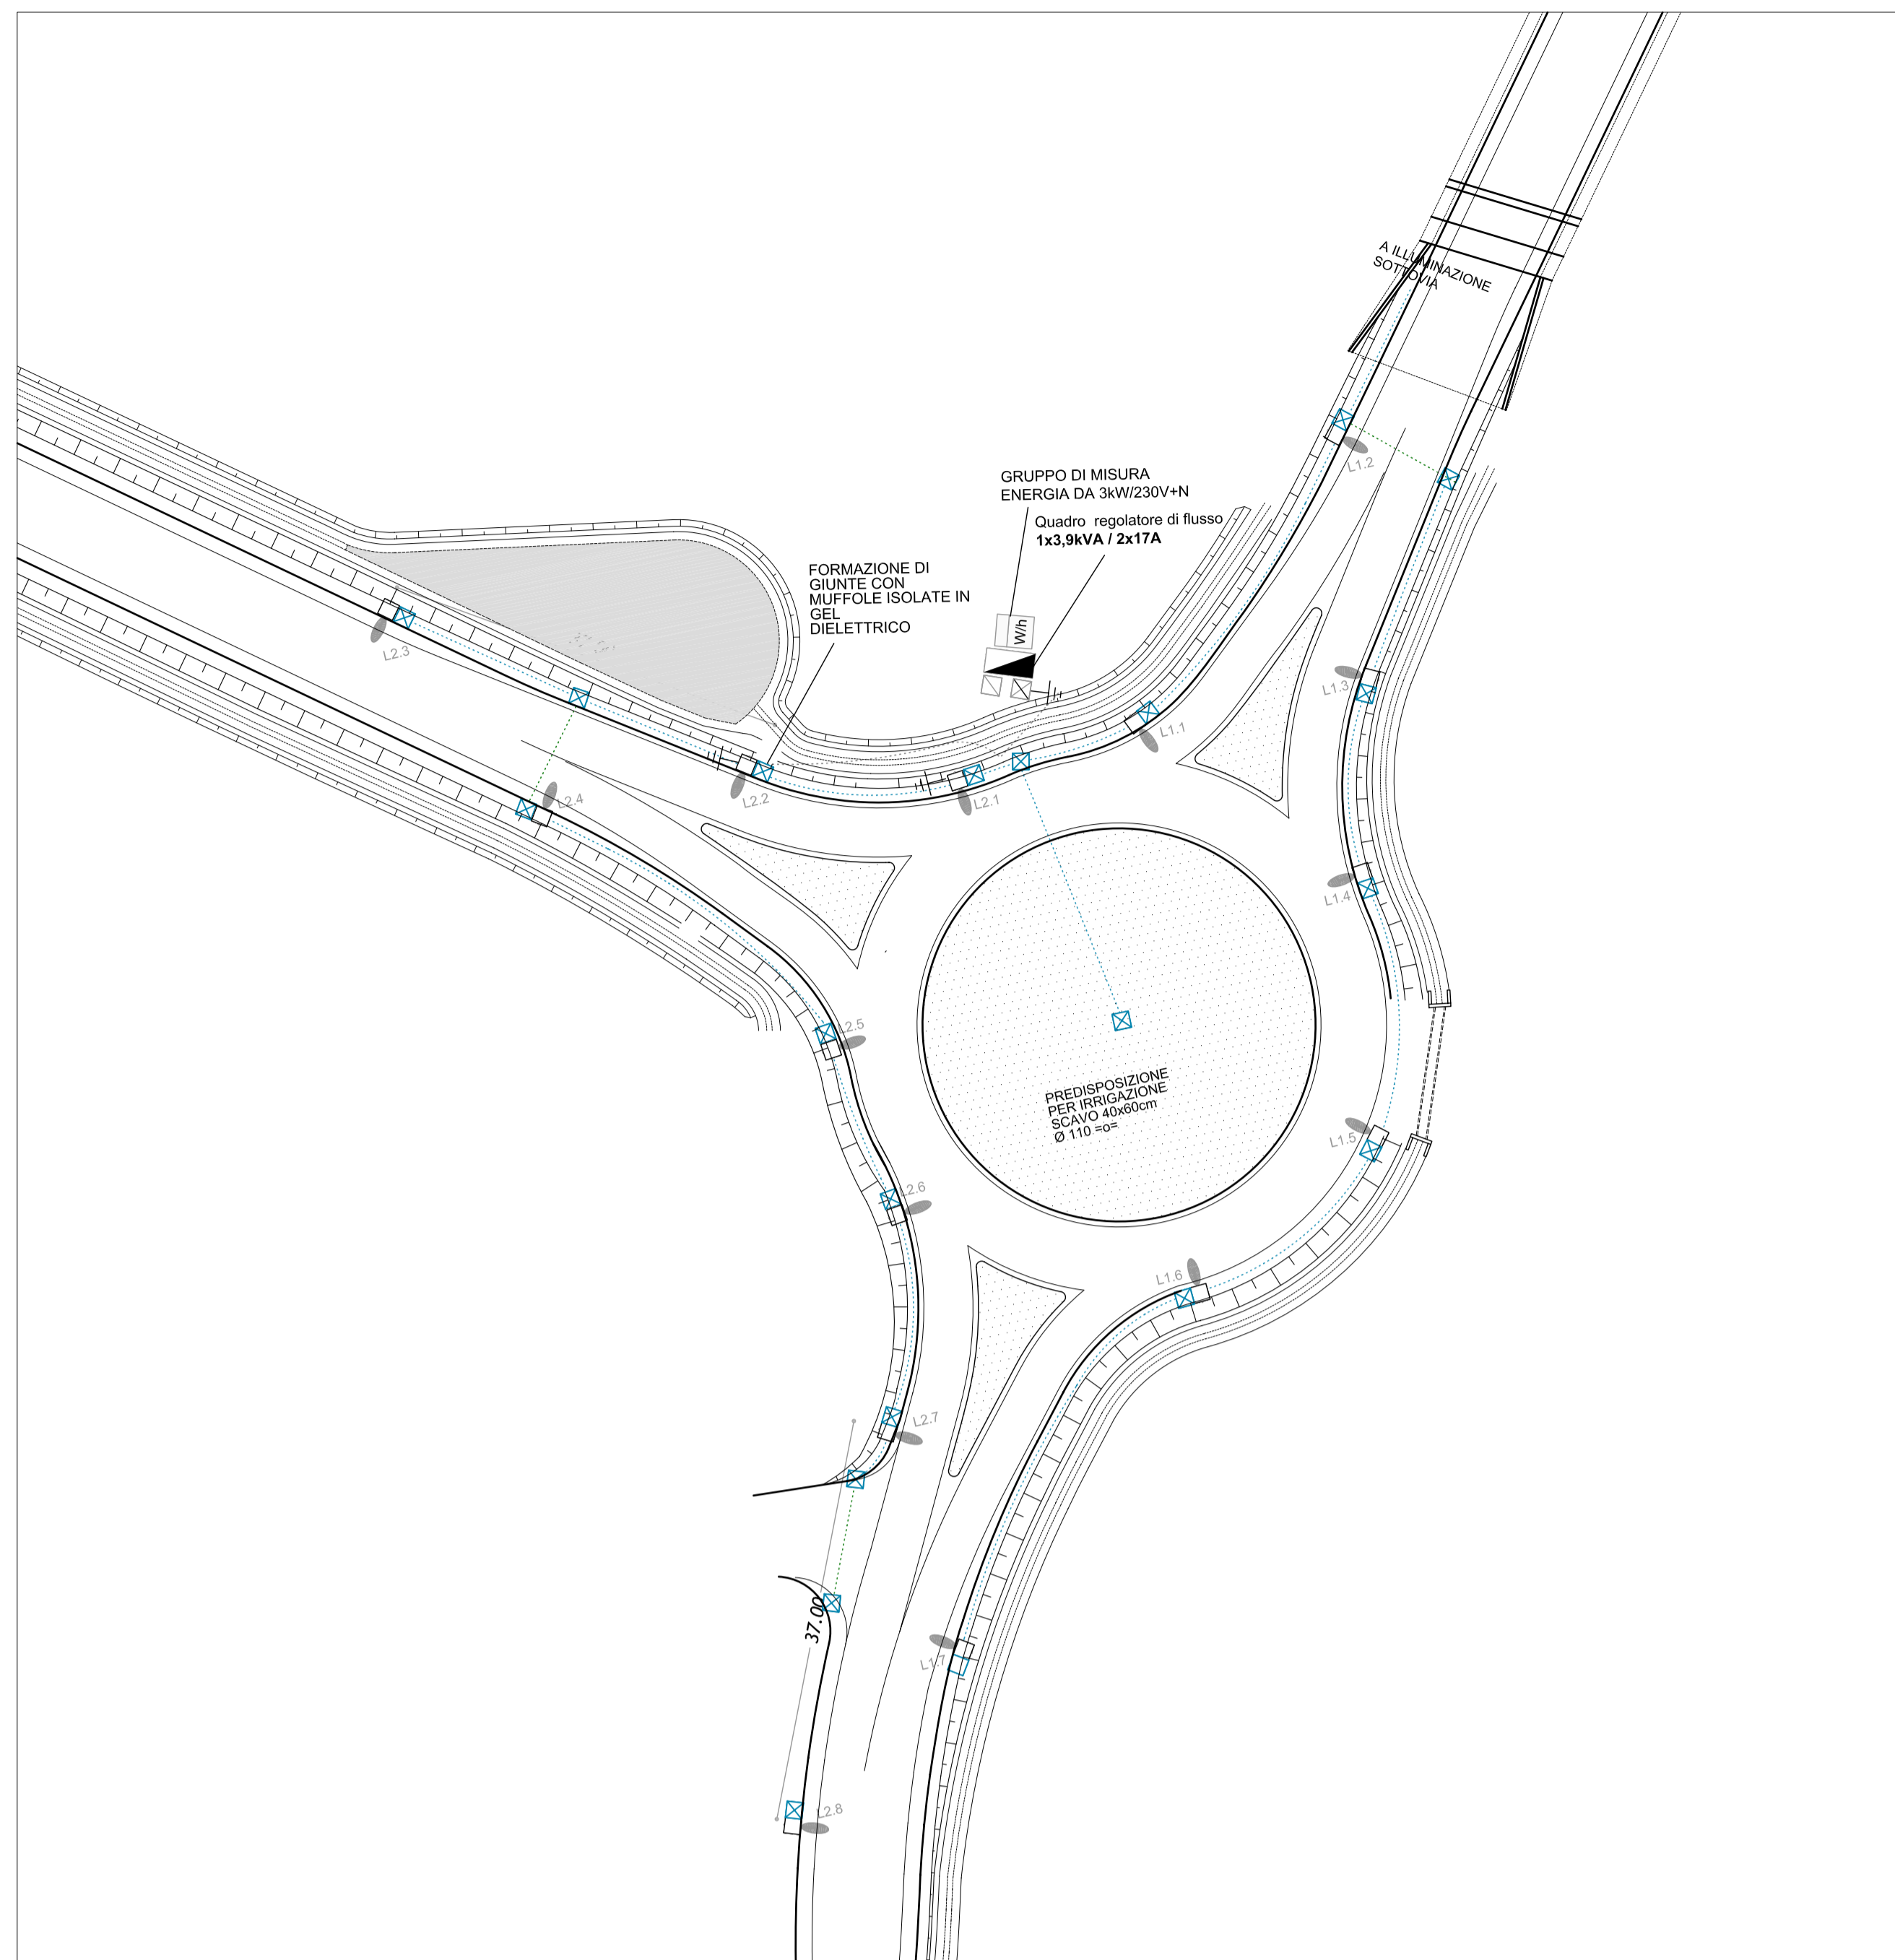 A ILLUMINAZIONE
SOTTOVIA
L1.2
GRUPPO DI MISURA
ENERGIA DA 3kW/230V+N
Quadro regolatore di flusso
1x3,9kVA / 2x17A
FORMAZIONE DI
GIUNTE CON
MUFFOLE ISOLATE IN
GEL
DIELETTRICO
W/h
L2.3
L1.3
L1.1
L2.2
L2.1
L2.4
L1.4
L2.5
PREDISPOSIZIONE
PER IRRIGAZIONE
SCAVO 40x60cm
Ø 110 =o=
L1.5
L2.6
L1.6
L2.7
37.00
L1.7
L2.8